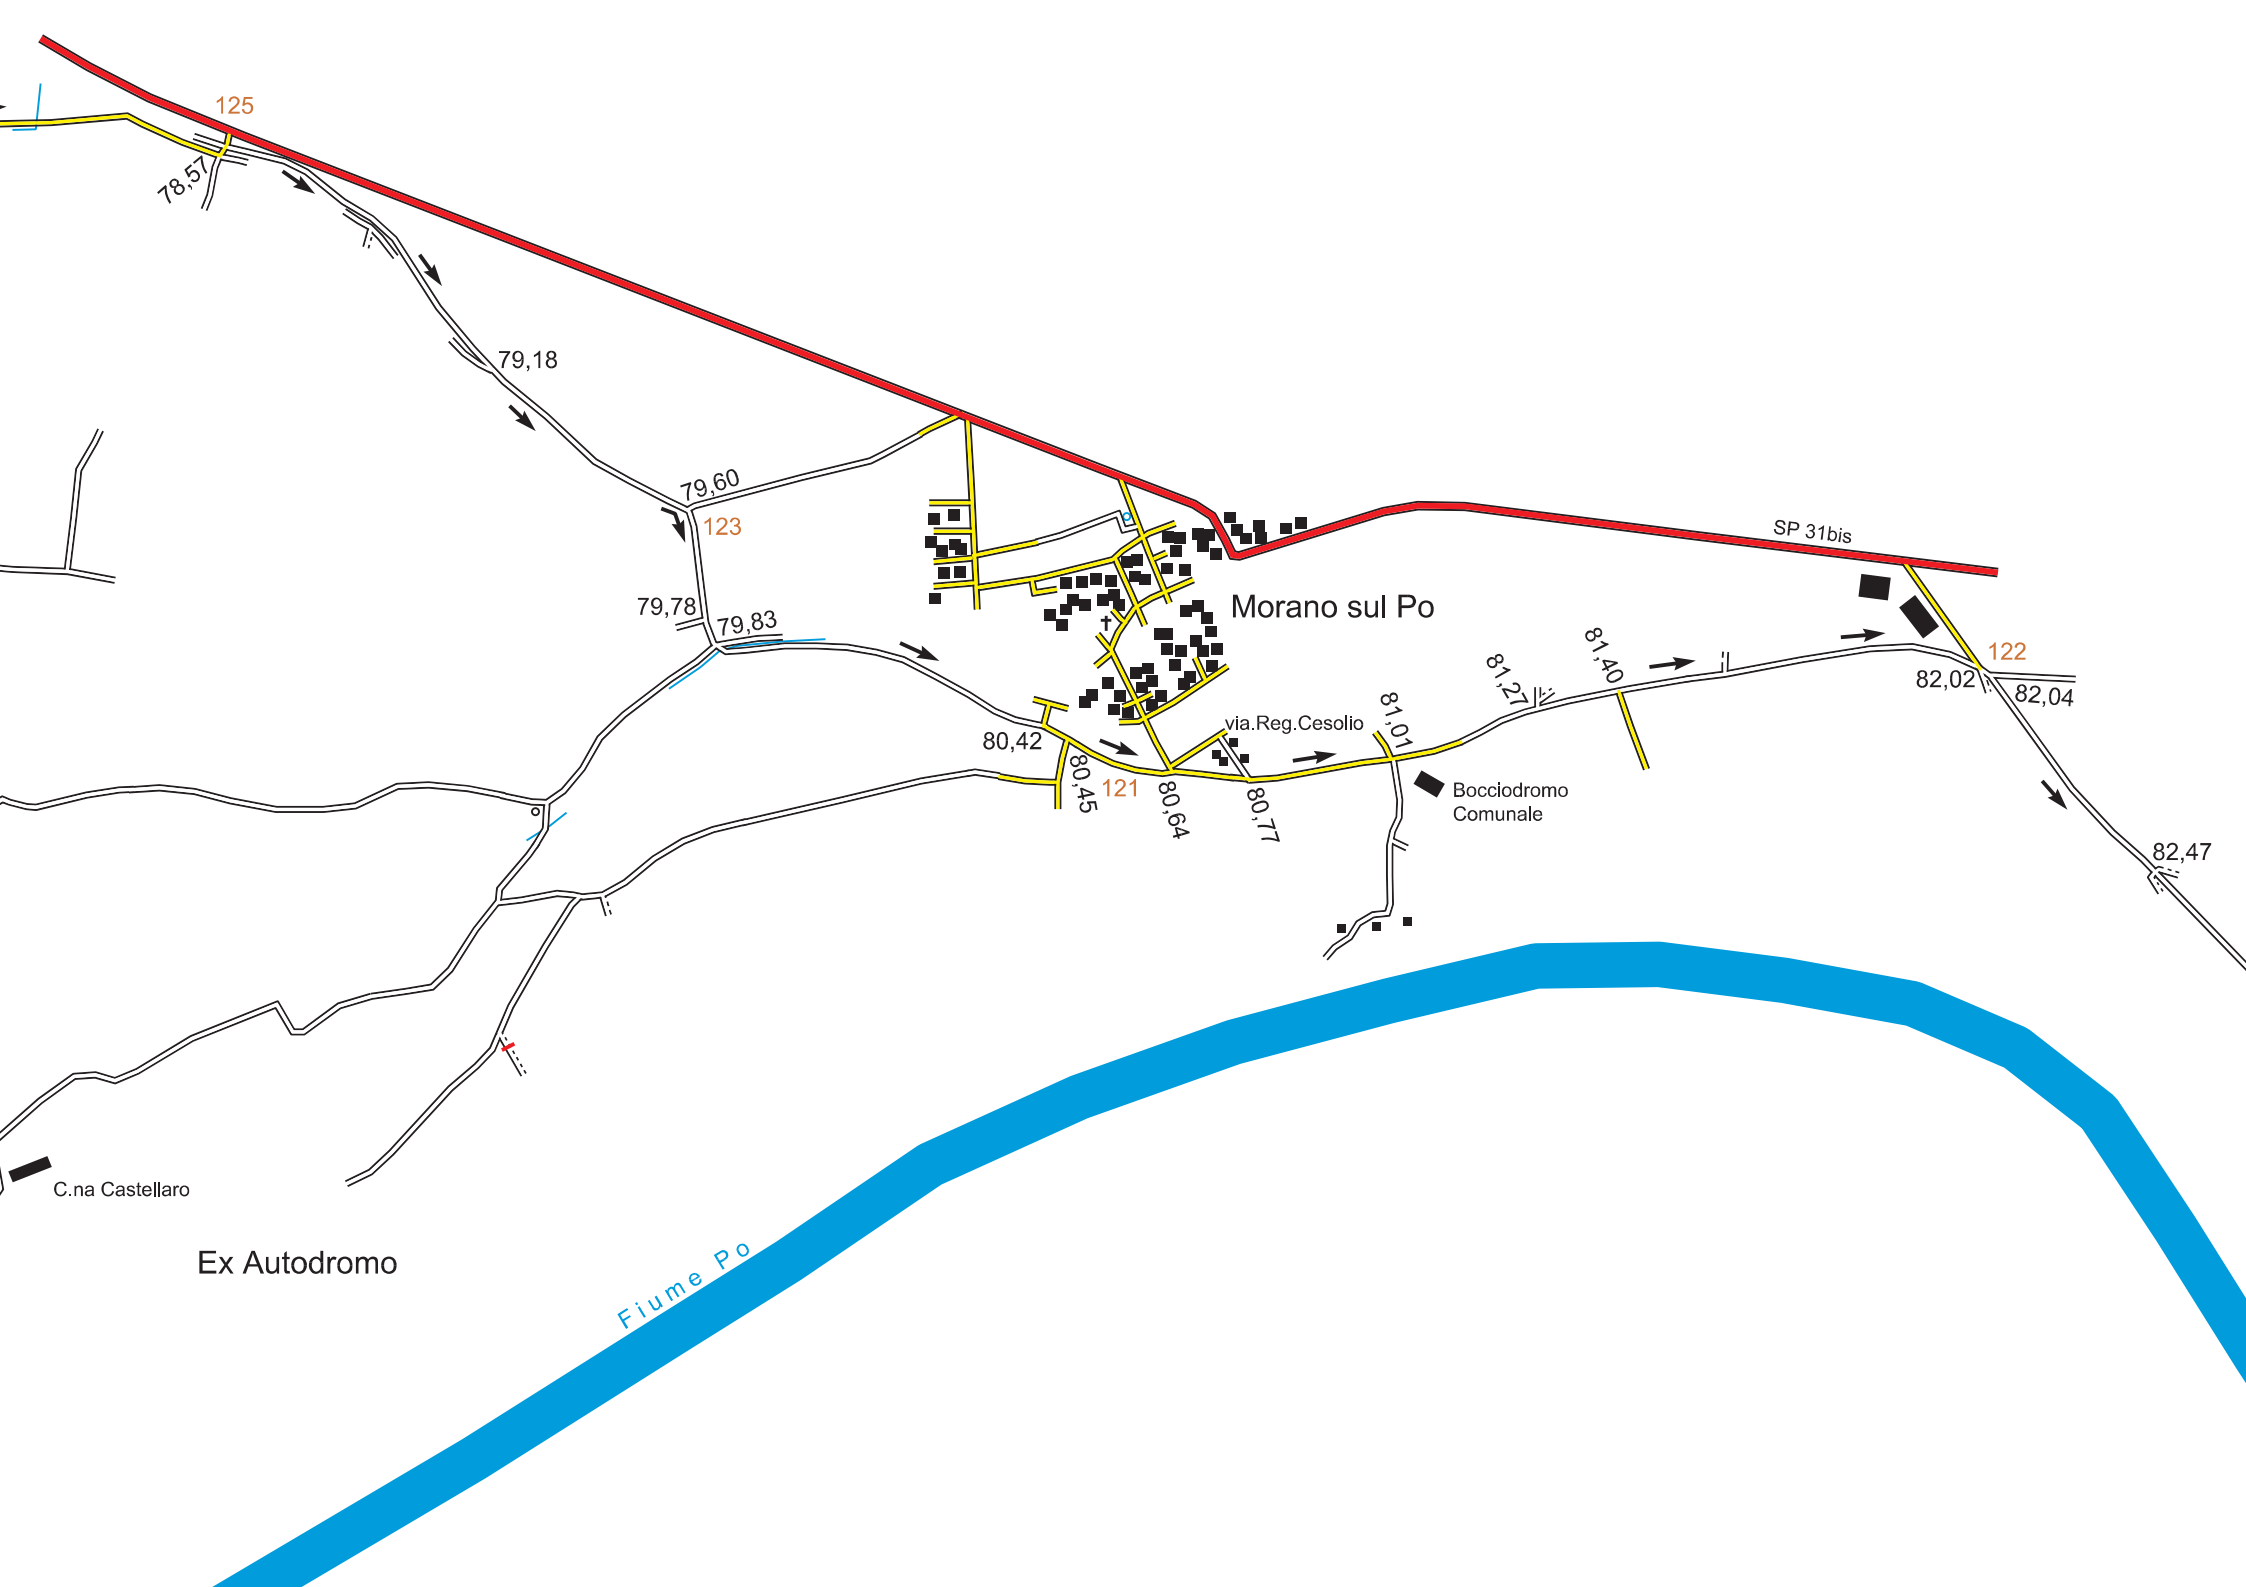 125
78,57
79,18
79,60
123
SP 31bis
79,78
79,83
Morano sul Po
81,40
122
81,27
82,02
82,04
81,01
via.Reg.Cesolio
80,42
80,45
121
80,64
80,77
Bocciodromo
Comunale
82,47
C.na Castellaro
Ex Autodromo
Fiume Po